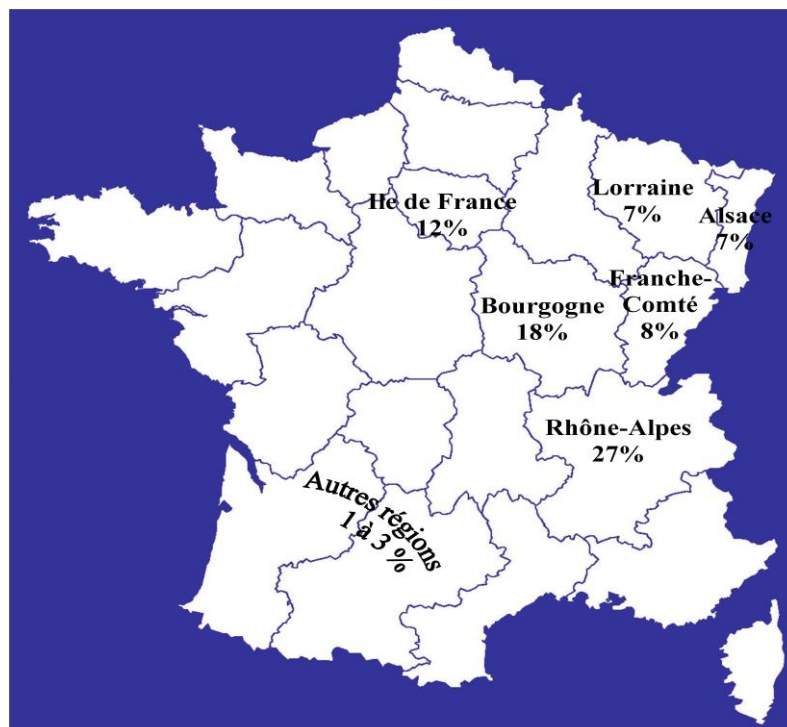 Lorraine
7%
Ile de France
12%
Alsace
7%
Franche-
Comté
8%
Bourgogne
18%
Rhône-Alpes
27%
Autres régions
1 à 3 %